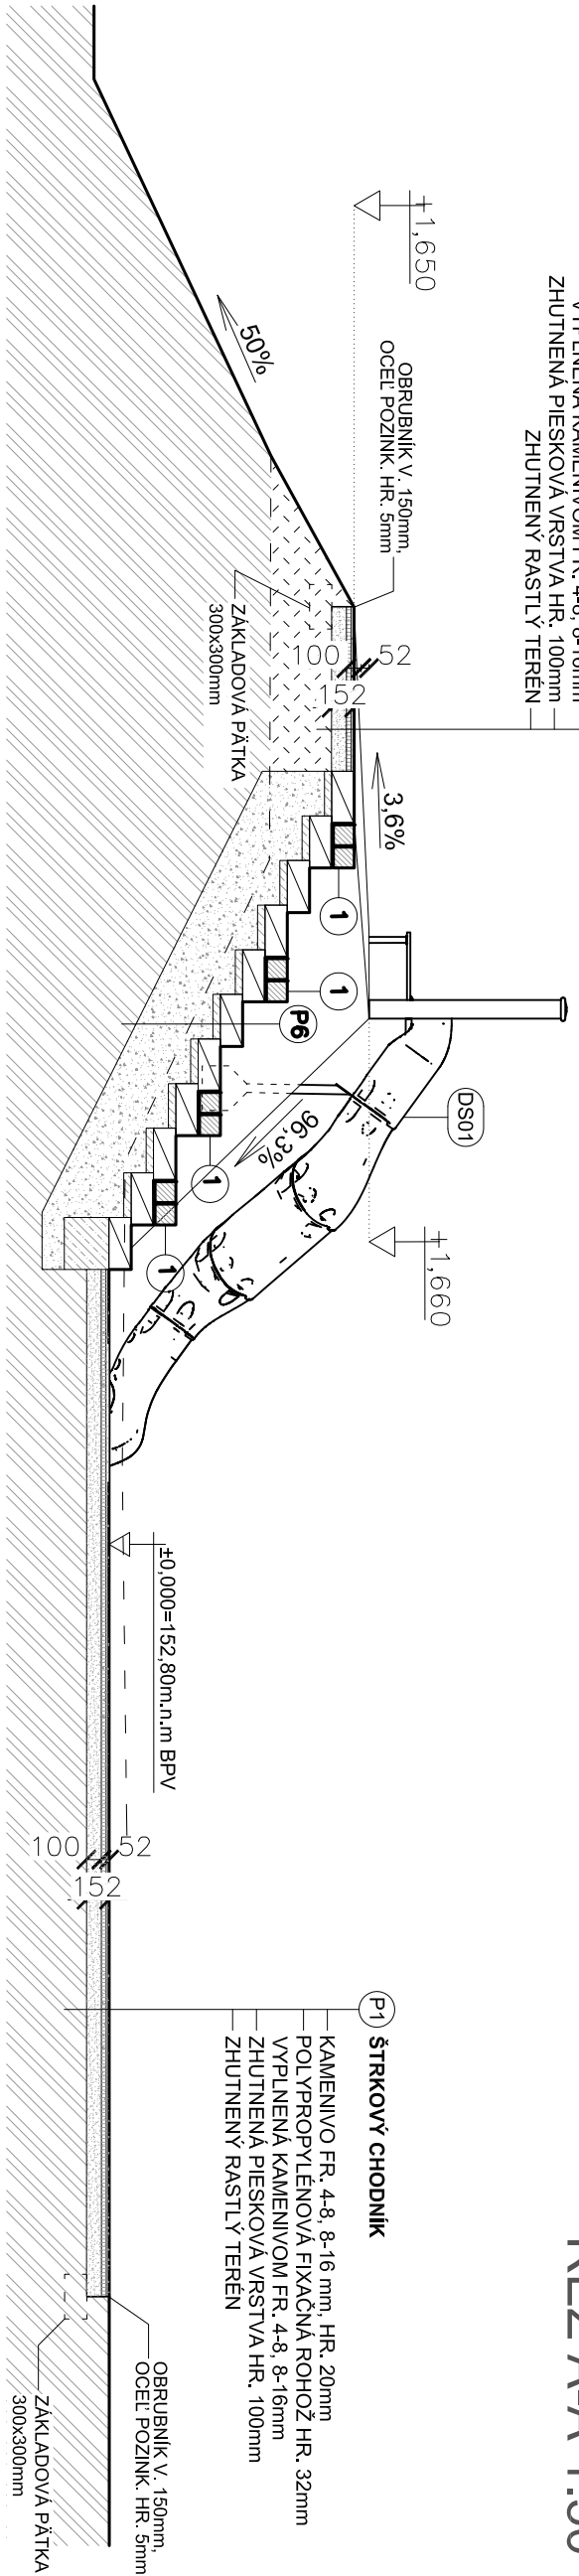 ZHUTNENÁ PIESKOVÁ VRSTVA HR. 100mm
ZHUTNENÝ RASTLÝ TERÉN
+1,650
50%
OBRUBNÍK V. 150mm,
OCEĽ POZINK. HR. 5mm
ZÁKLADOVÁ PÄTKA
300x300mm
100
52
152
3,6%
1
1
P6
1
1
96,3%
DS01
+1,660
±0,000=152,80m.n.m BPV
100
52
152
P1 ŠTRKOVÝ CHODNÍK
KAMENIVO FR. 4-8, 8-16 mm, HR. 20mm
POLYPROPYLÉNOVÁ FIXAČNÁ ROHOŽ HR. 32mm
VYPLNENÁ KAMENIVOM FR. 4-8, 8-16mm
ZHUTNENÁ PIESKOVÁ VRSTVA HR. 100mm
ZHUTNENÝ RASTLÝ TERÉN
OBRUBNÍK V. 150mm,
OCEĽ POZINK. HR. 5mm
ZÁKLADOVÁ PÄTKA
300x300mm